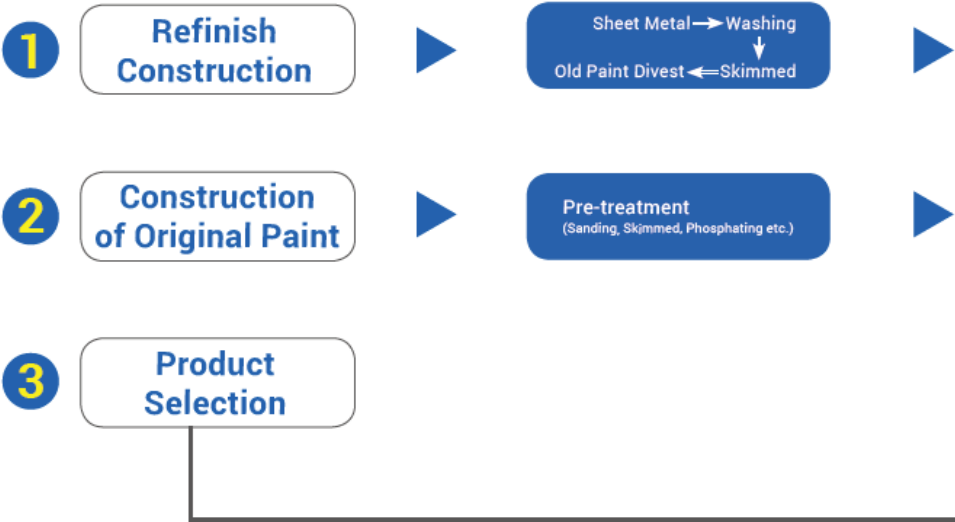 1
Refinish
Construction
Sheet Metal Washing
Old Paint Divest Skimmed
2
Construction
of Original Paint
Pre-treatment
(Sanding, Skimmed, Phosphating etc.)
3
Product
Selection